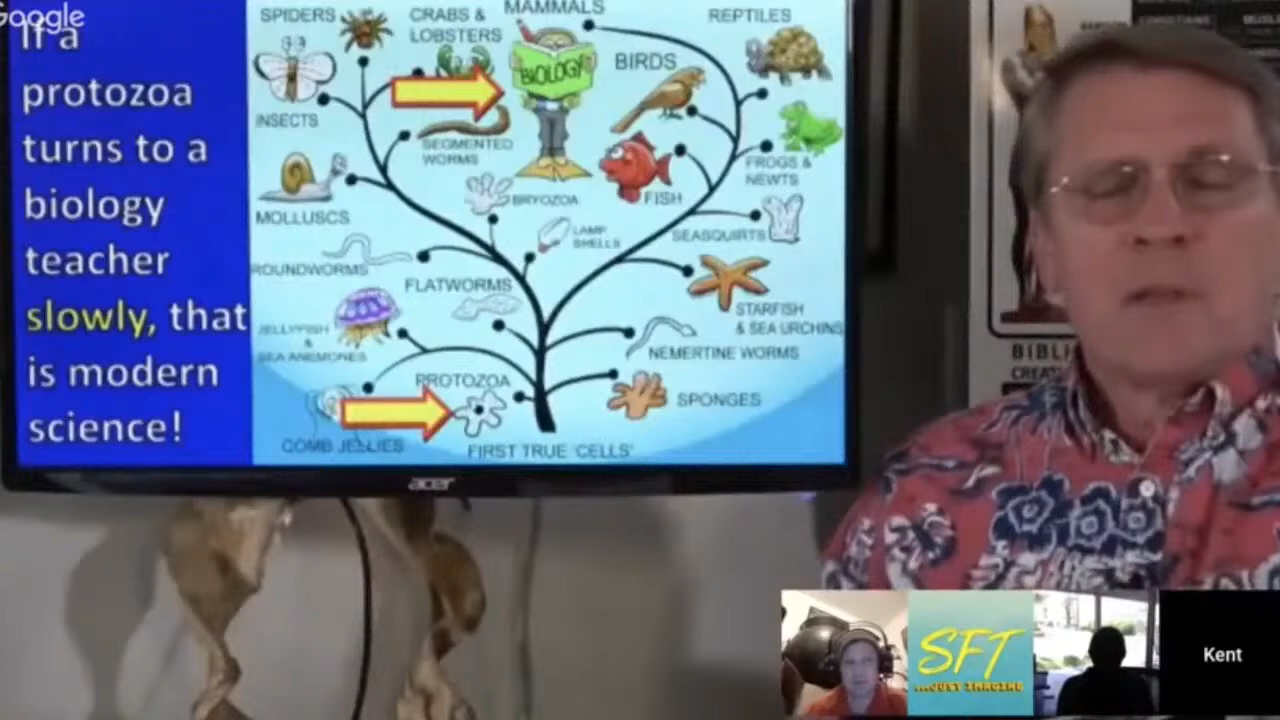 Google
If a
protozoa
turns to a
biology
teacher
slowly, that
is modern
science!
SPIDERS
CRABS &
LOBSTERS
MAMMALS
REPTILES
BIOLOGY
BIRDS
INSECTS
SEGMENTED
WORMS
FROGS &
NEWTS
BRYOZOA
FISH
MOLLUSCS
LAMP
SHELLS
SEASQUIRTS
ROUNDWORMS
FLATWORMS
STARFISH
& SEA URCHINS
JELLYFISH
&
SEA ANEMONES
NEMERTINE WORMS
PROTOZOA
SPONGES
COMB JELLIES
FIRST TRUE 'CELLS'
acer
BIBLI
CREAT
SFT
...JUST IMAGINE
Kent